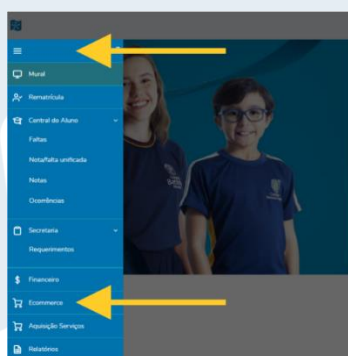 Mural
Rematrícula
Central do Aluno
Faltas
Nota/falta unificada
Notas
Ocorrências
Secretaria
Requerimentos
Financeiro
Ecommerce
Aquisição Serviços
Relatórios